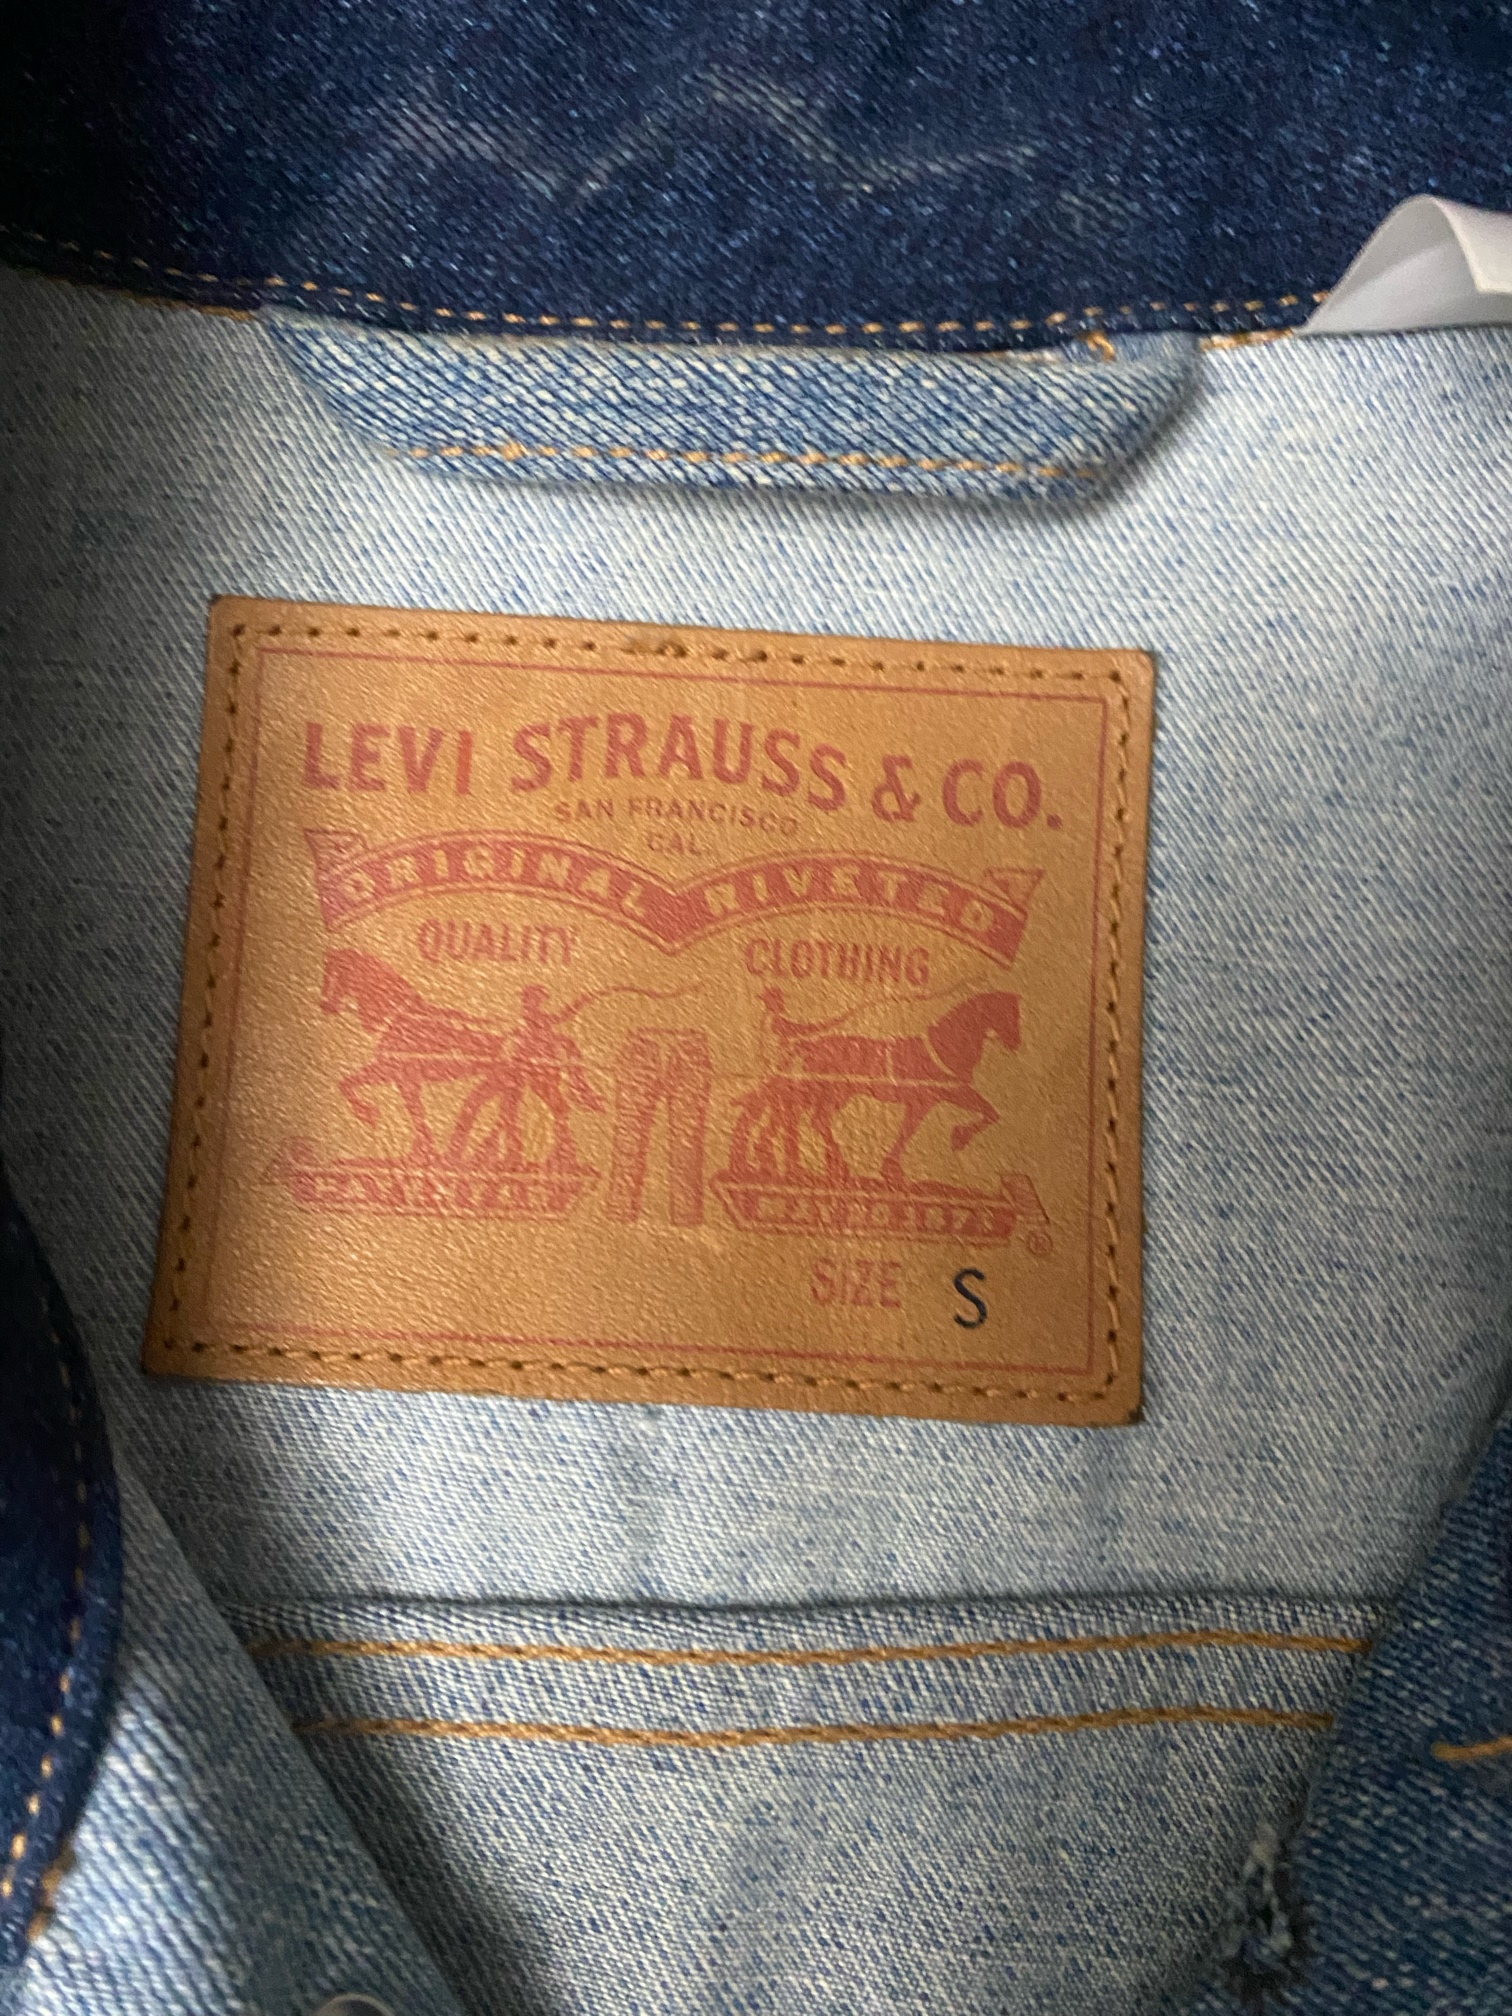 LEVI STRAUSS & CO.
SAN FRANCISCO
CAL
ORIGINAL RIVETED
QUALITY CLOTHING
®
SIZE S